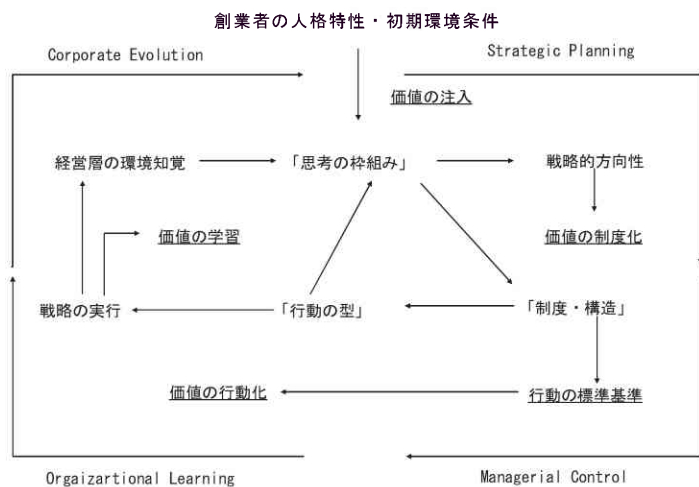 創業者の人格特性・初期環境条件
Corporate Evolution
Strategic Planning
価値の注入
経営層の環境知覚
「思考の枠組み」
戦略的方向性
価値の学習
価値の制度化
戦略の実行
「行動の型」
「制度・構造」
価値の行動化
行動の標準基準
Orgaizartional Learning
Managerial Control